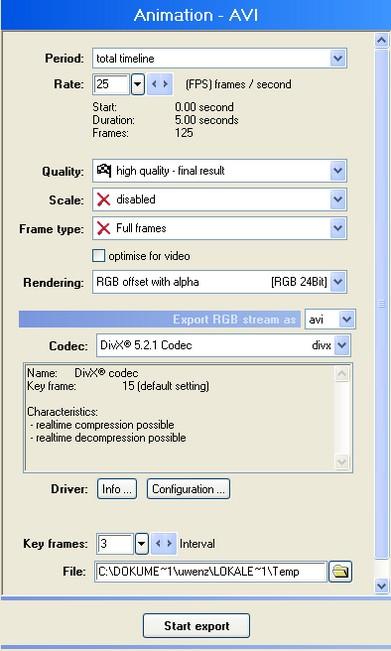 Animation - AVI
Period: total timeline
Rate: 25 (FPS) frames / second
Start: 0.00 second
Duration: 5.00 seconds
Frames: 125
Quality: high quality - final result
Scale: disabled
Frame type: Full frames
optimise for video
Rendering: RGB offset with alpha [RGB 24Bit]
Export RGB stream as avi
Codec: DivX® 5.2.1 Codec divx
Name: DivX® codec
Key frame: 15 (default setting)
Characteristics:
- realtime compression possible
- realtime decompression possible
Driver: Info ... Configuration ...
Key frames: 3 Interval
File: C:\DOKUME~1\uwenz\LOKALE~1\Temp
Start export